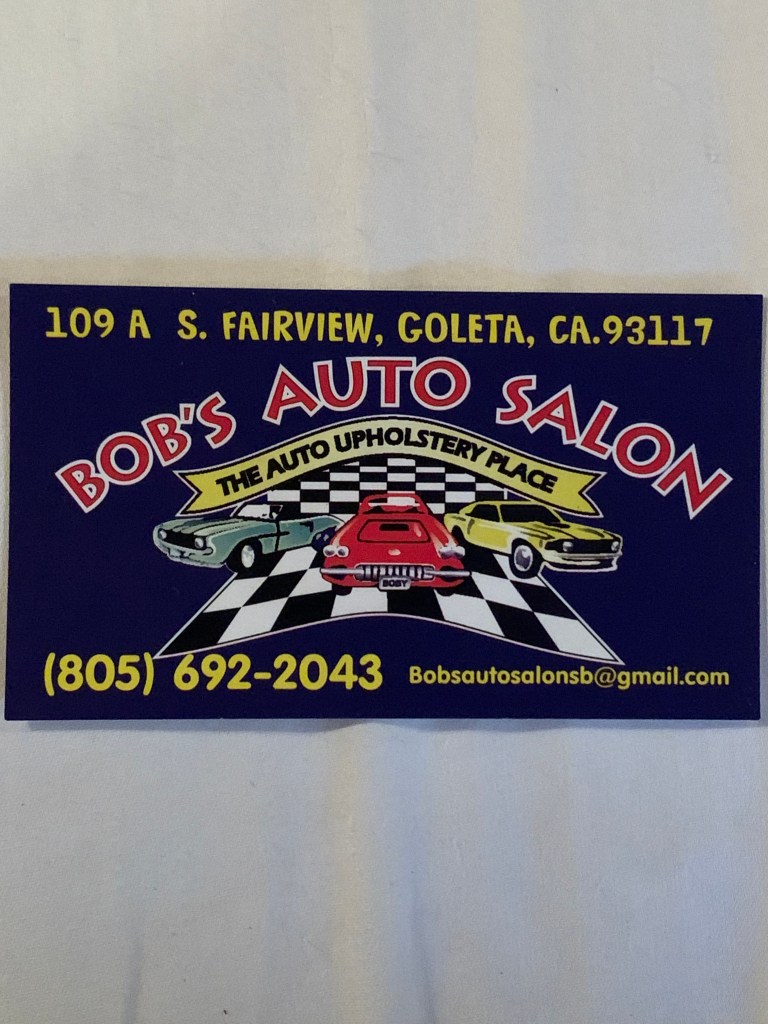 109 A S. FAIRVIEW, GOLETA, CA.93117
BOB'S AUTO SALON
THE AUTO UPHOLSTERY PLACE
BOBY
(805) 692-2043 Bobsautosalonsb@gmail.com